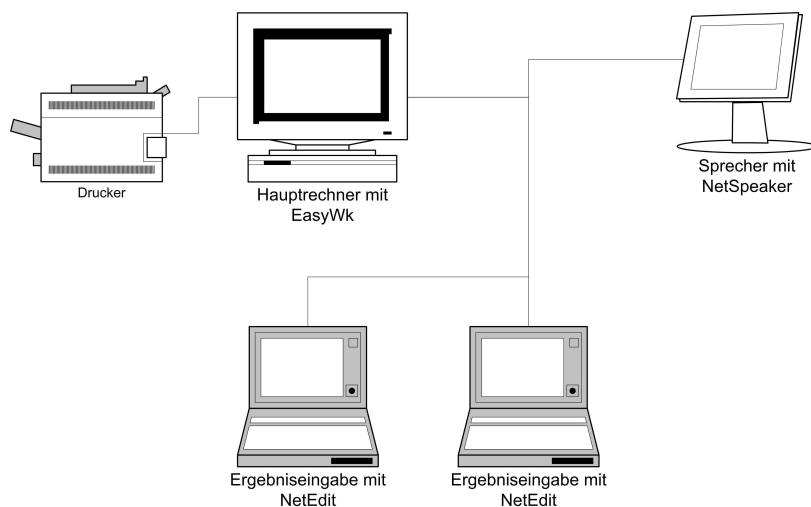 Drucker
Hauptrechner mit
EasyWk
Sprecher mit
NetSpeaker
Ergebniseingabe mit
NetEdit
Ergebniseingabe mit
NetEdit